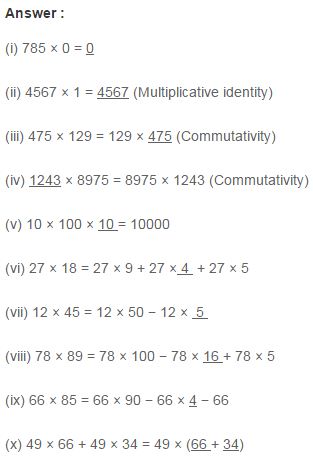 Answer :
(i) 785 × 0 = 0
(ii) 4567 × 1 = 4567 (Multiplicative identity)
(iii) 475 × 129 = 129 × 475 (Commutativity)
(iv) 1243 × 8975 = 8975 × 1243 (Commutativity)
(v) 10 × 100 × 10 = 10000
(vi) 27 × 18 = 27 × 9 + 27 × 4 + 27 × 5
(vii) 12 × 45 = 12 × 50 − 12 × 5
(viii) 78 × 89 = 78 × 100 − 78 × 16 + 78 × 5
(ix) 66 × 85 = 66 × 90 − 66 × 4 − 66
(x) 49 × 66 + 49 × 34 = 49 × (66 + 34)